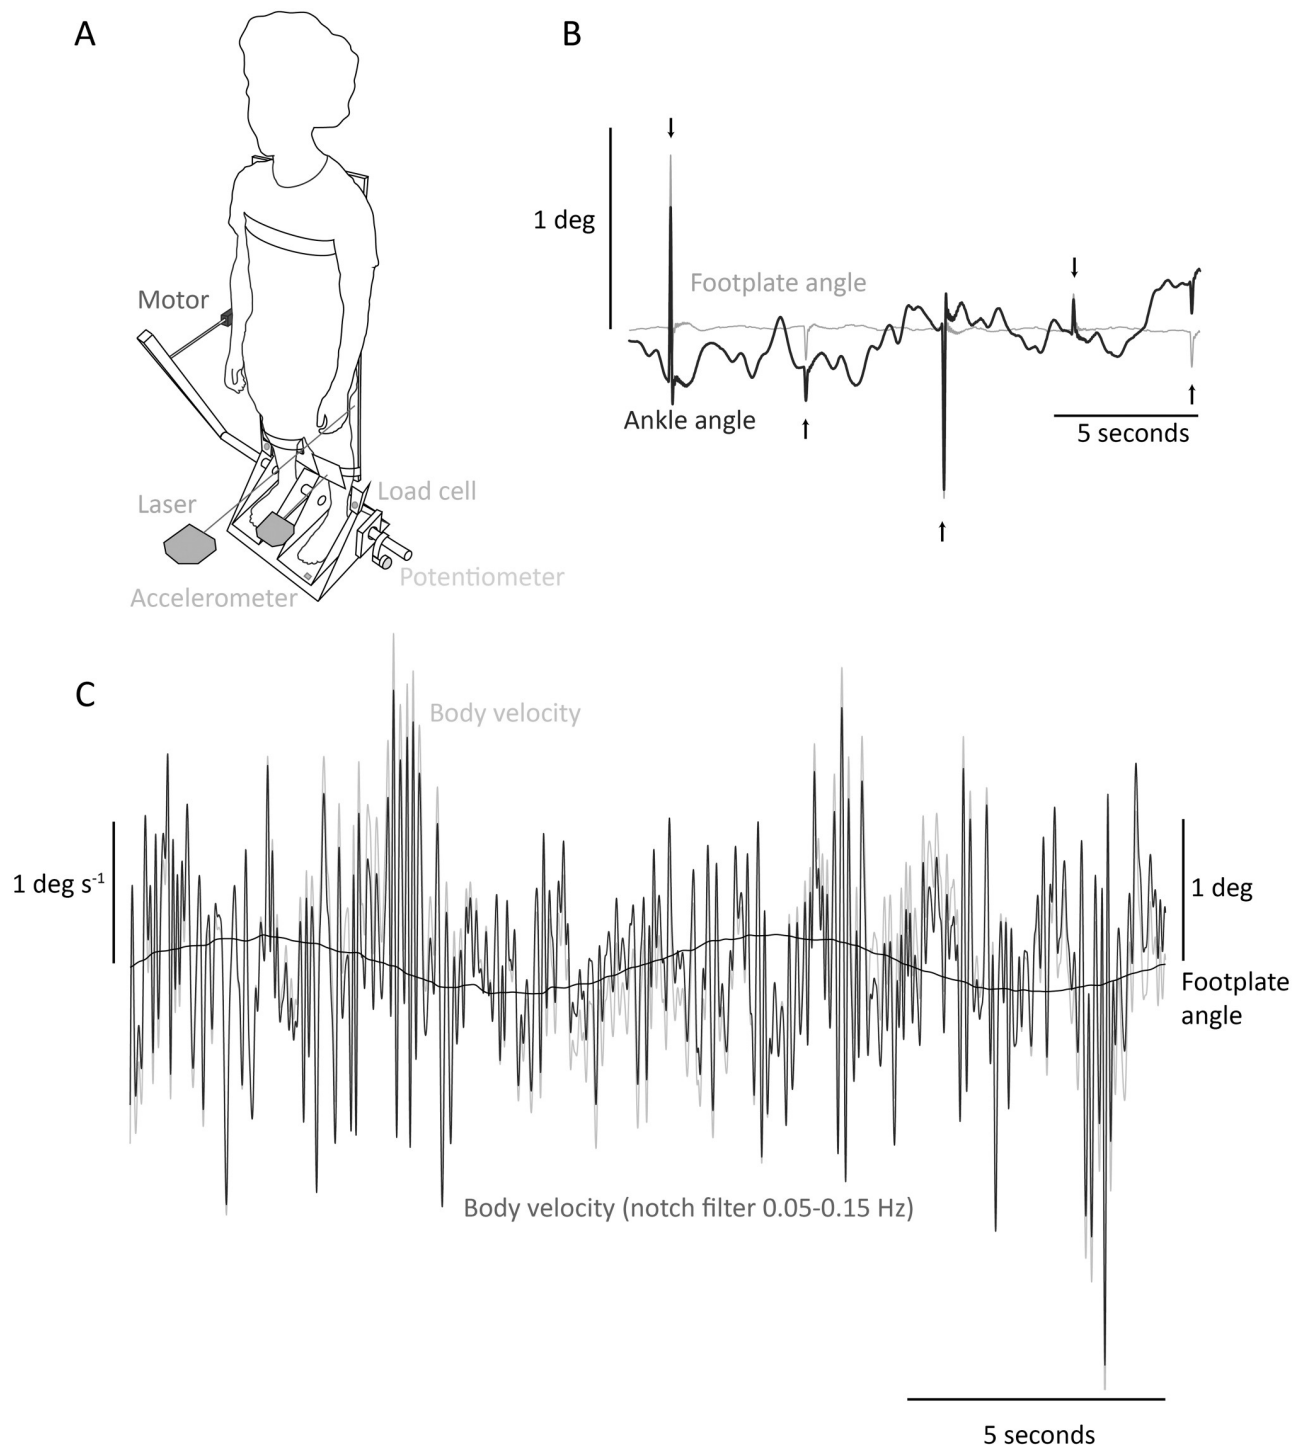 A
B
1 deg
Footplate angle
Motor
Ankle angle
5 seconds
Laser
Load cell
Potentiometer
Accelerometer
C
Body velocity
1 deg s⁻¹
1 deg
Footplate
angle
Body velocity (notch filter 0.05-0.15 Hz)
5 seconds